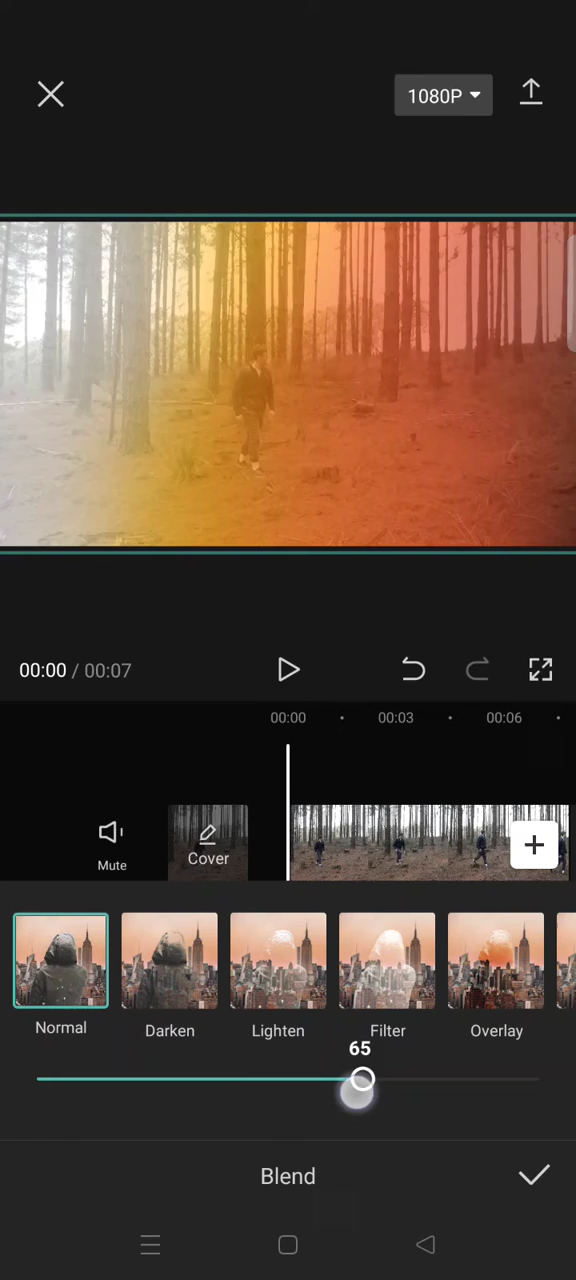 1080P
00:00 / 00:07
00:00 00:03 00:06
Mute
Cover
Normal Darken Lighten Filter Overlay
65
Blend